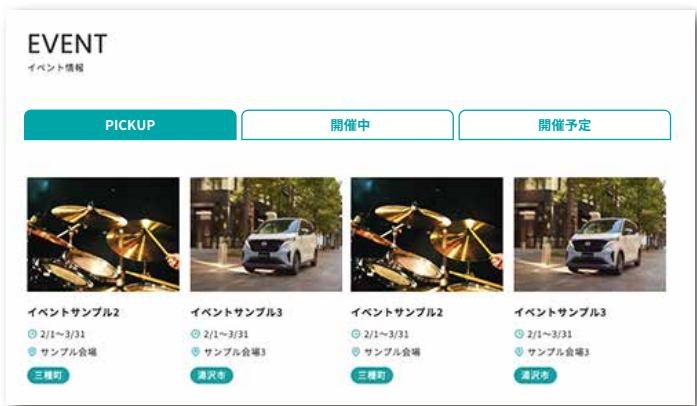 EVENT
イベント情報
PICKUP
開催中
開催予定
イベントサンプル2
2/1～3/31
サンプル会場
三種町
イベントサンプル3
2/1～3/31
サンプル会場3
湯沢市
イベントサンプル2
2/1～3/31
サンプル会場
三種町
イベントサンプル3
2/1～3/31
サンプル会場3
湯沢市